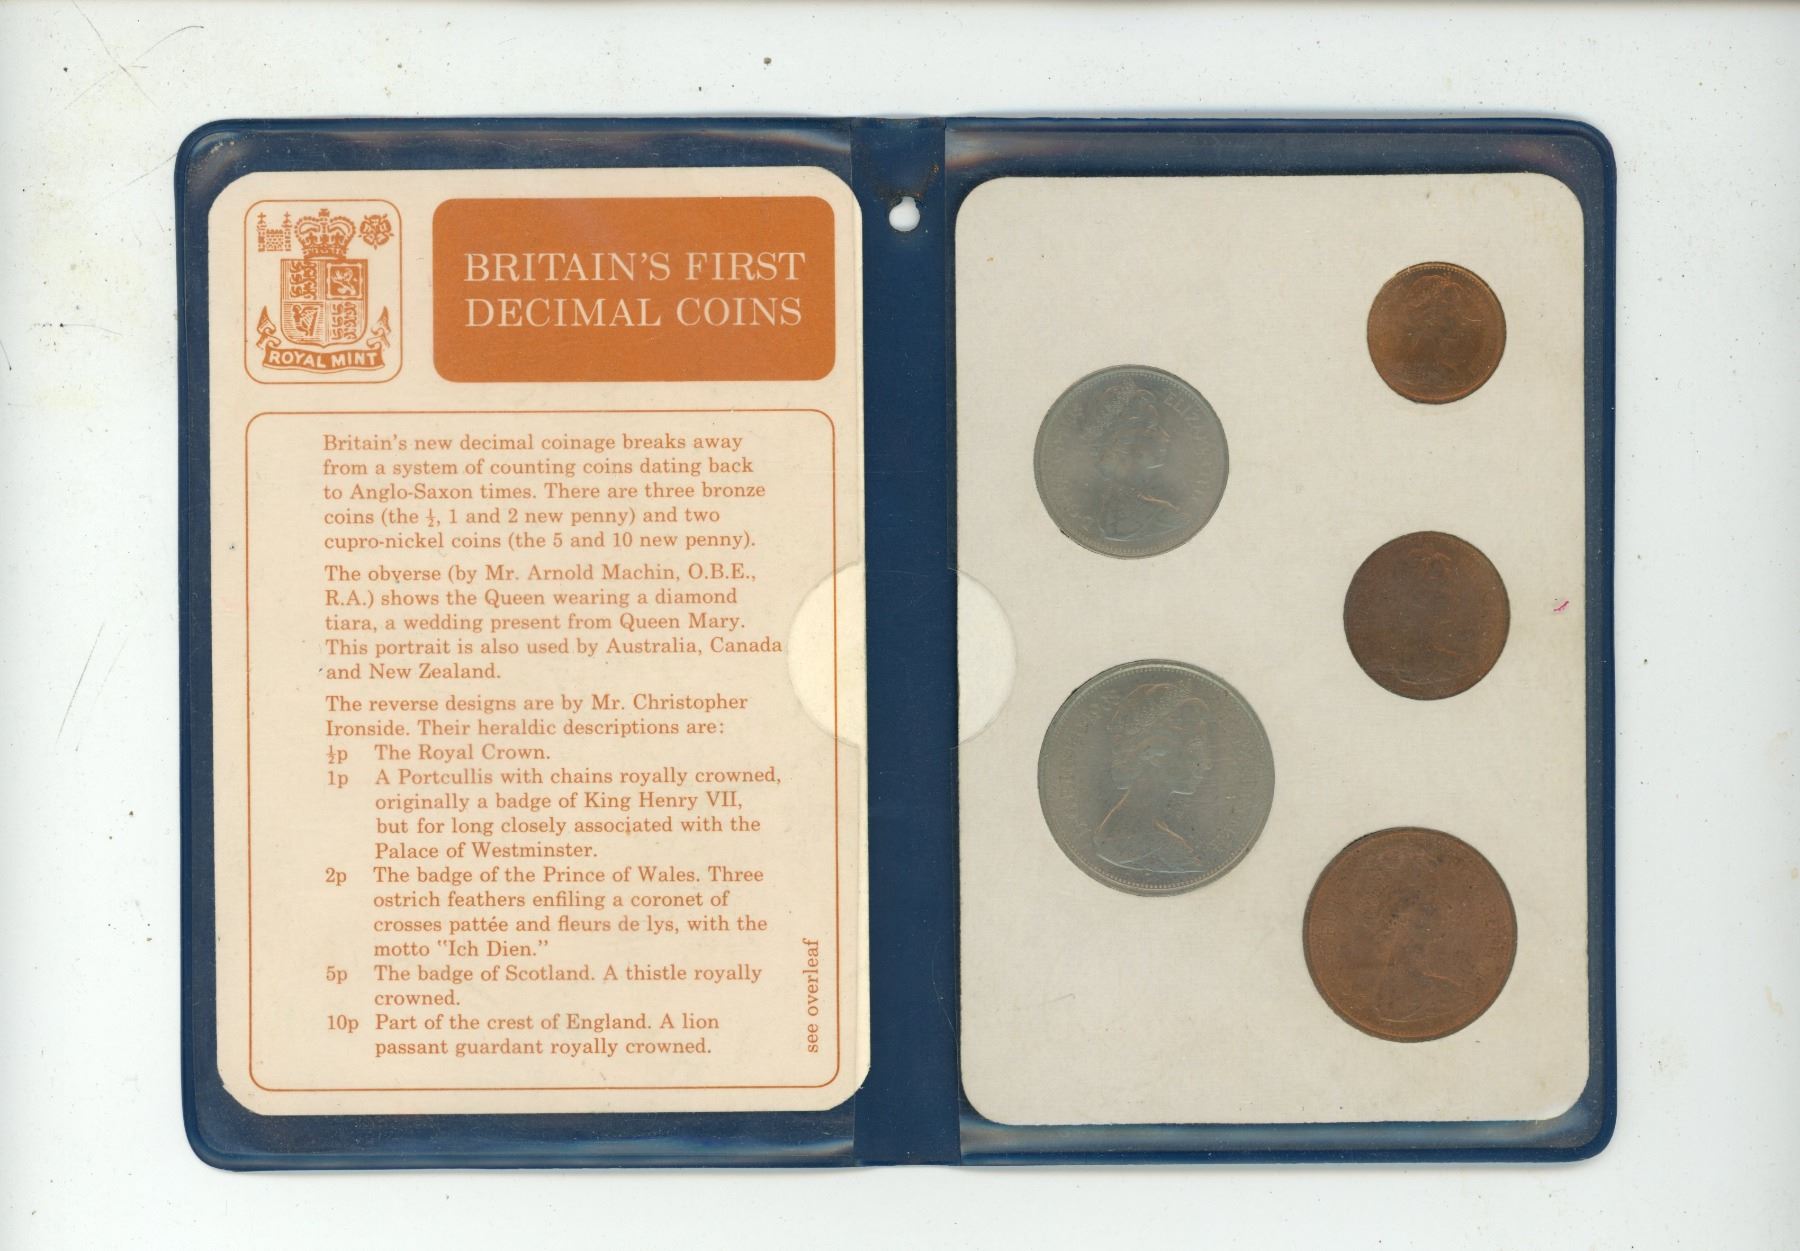 ROYAL MINT
BRITAIN'S FIRST
DECIMAL COINS
Britain's new decimal coinage breaks away
from a system of counting coins dating back
to Anglo-Saxon times. There are three bronze
coins (the ½, 1 and 2 new penny) and two
cupro-nickel coins (the 5 and 10 new penny).
The obverse (by Mr. Arnold Machin, O.B.E.,
R.A.) shows the Queen wearing a diamond
tiara, a wedding present from Queen Mary.
This portrait is also used by Australia, Canada
and New Zealand.
The reverse designs are by Mr. Christopher
Ironside. Their heraldic descriptions are:
½p The Royal Crown.
1p A Portcullis with chains royally crowned,
originally a badge of King Henry VII,
but for long closely associated with the
Palace of Westminster.
2p The badge of the Prince of Wales. Three
ostrich feathers enfiling a coronet of
crosses pattée and fleurs de lys, with the
motto "Ich Dien."
5p The badge of Scotland. A thistle royally
crowned.
10p Part of the crest of England. A lion
passant guardant royally crowned.
see overleaf